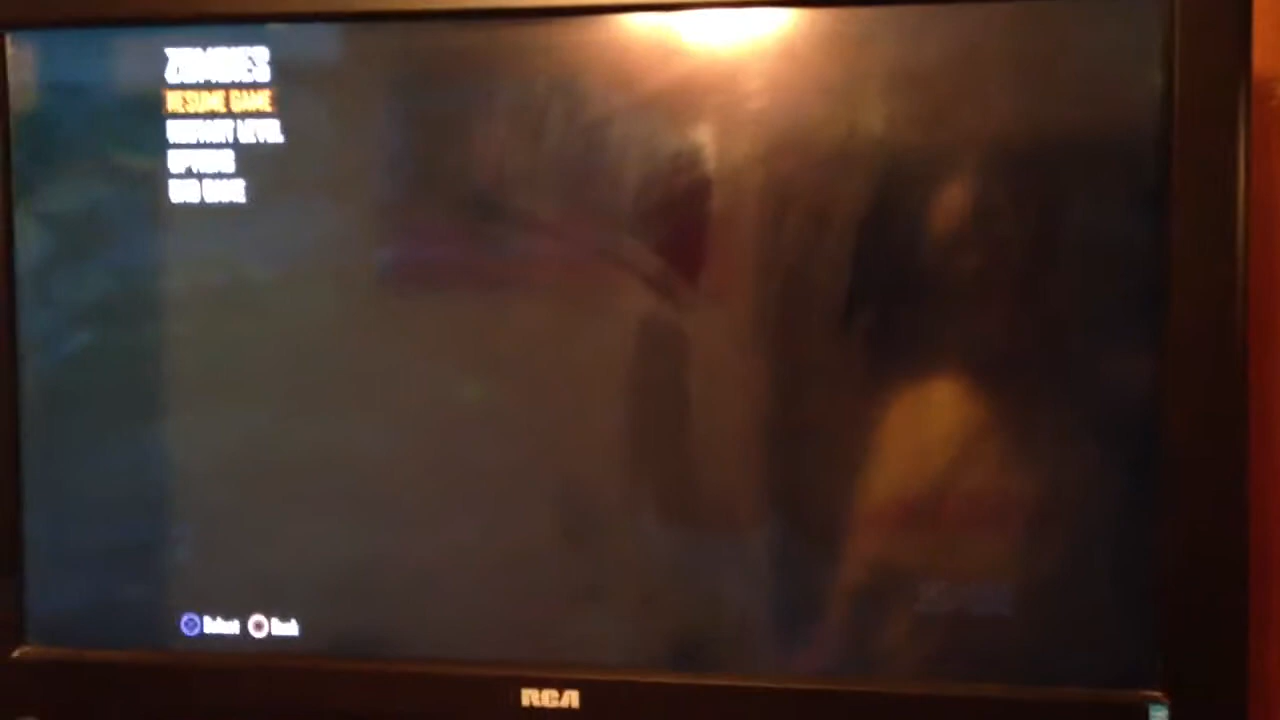 ZOMBIES
RESUME GAME
RESTART LEVEL
OPTIONS
END GAME
Select Back
RCA